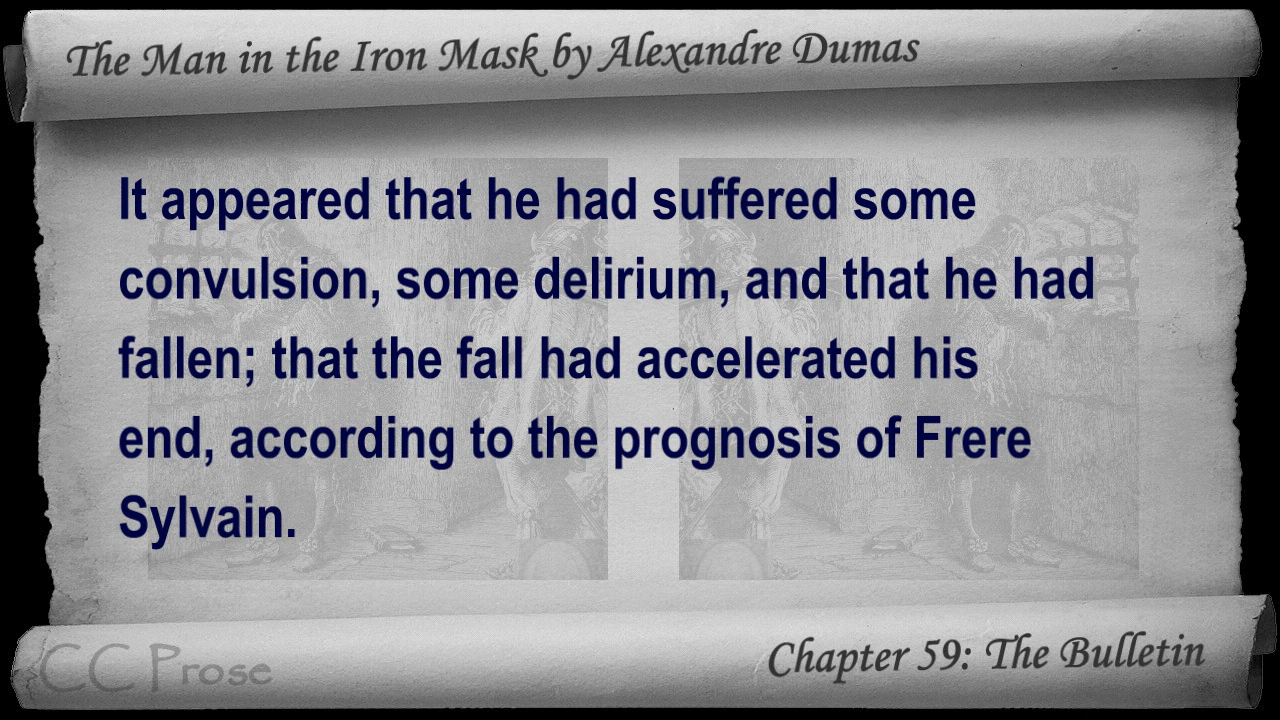 The Man in the Iron Mask by Alexandre Dumas
It appeared that he had suffered some
convulsion, some delirium, and that he had
fallen; that the fall had accelerated his
end, according to the prognosis of Frere
Sylvain.
CC Prose
Chapter 59: The Bulletin